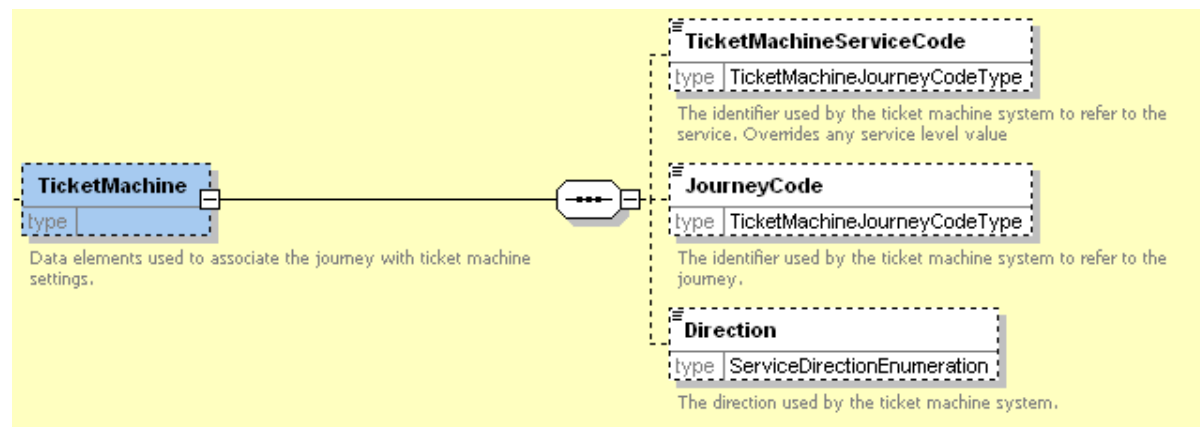 TicketMachineServiceCode
type TicketMachineJourneyCodeType
The identifier used by the ticket machine system to refer to the
service. Overrides any service level value
TicketMachine
type
Data elements used to associate the journey with ticket machine
settings.
JourneyCode
type TicketMachineJourneyCodeType
The identifier used by the ticket machine system to refer to the
journey.
Direction
type ServiceDirectionEnumeration
The direction used by the ticket machine system.